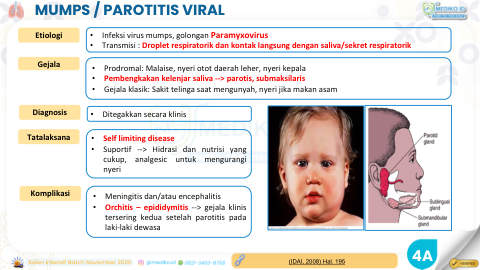 MUMPS / PAROTITIS VIRAL
Etiologi
• Infeksi virus mumps, golongan Paramyxovirus
• Transmisi : Droplet respiratorik dan kontak langsung dengan saliva/sekret respiratorik
Gejala
• Prodromal: Malaise, nyeri otot daerah leher, nyeri kepala
• Pembengkakan kelenjar saliva --> parotis, submaksilaris
• Gejala klasik: Sakit telinga saat mengunyah, nyeri jika makan asam
Diagnosis
• Ditegakkan secara klinis
Tatalaksana
• Self limiting disease
• Suportif --> Hidrasi dan nutrisi yang
cukup, analgesic untuk mengurangi
nyeri
Komplikasi
• Meningitis dan/atau encephalitis
• Orchitis – epididymitis --> gejala klinis
tersering kedua setelah parotitis pada
laki-laki dewasa
Parotid
gland
Sublingual
gland
Submandibular
gland
(IDAI, 2008) Hal. 196
4A